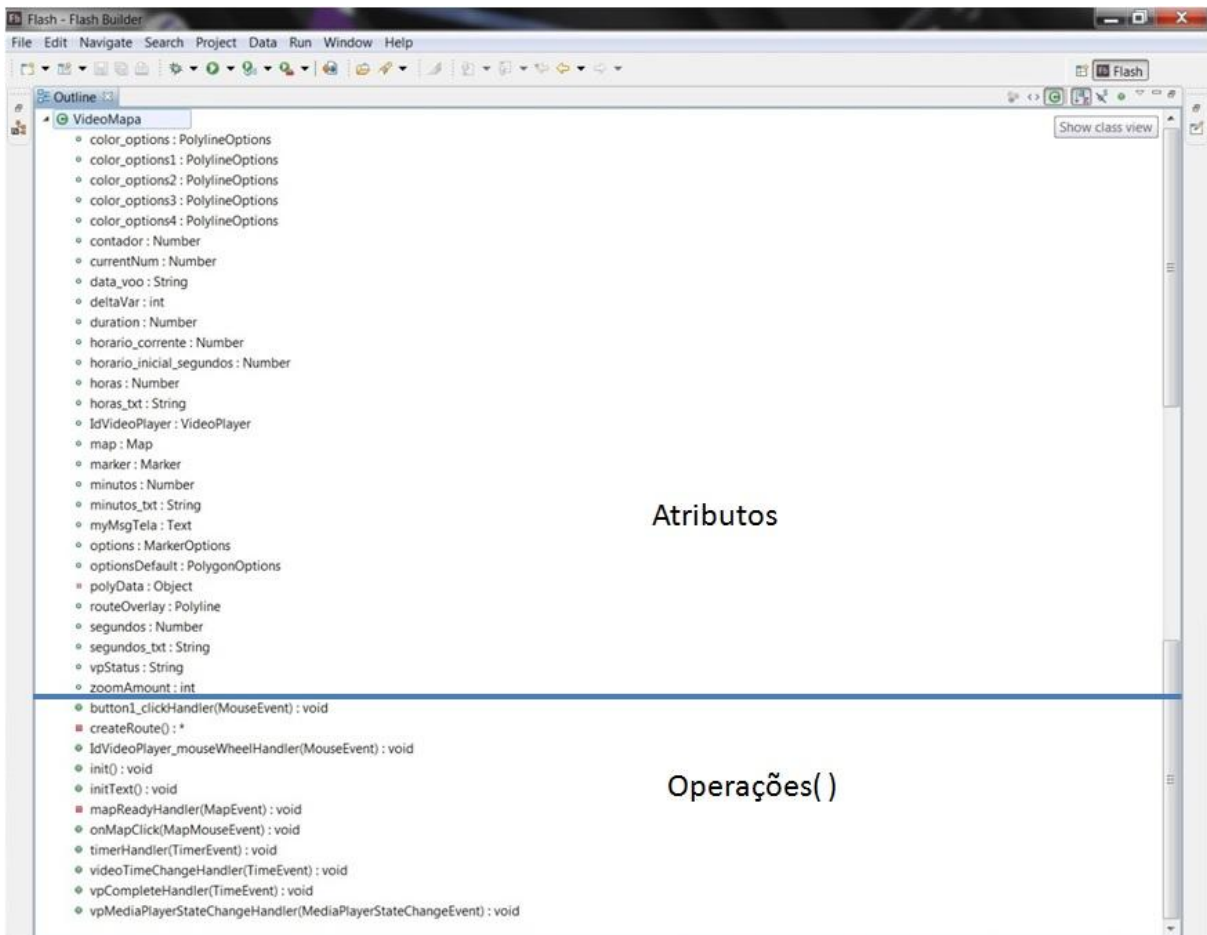 Flash - Flash Builder
File Edit Navigate Search Project Data Run Window Help
Flash
Outline
Show class view
VideoMapa
color_options : PolylineOptions
color_options1 : PolylineOptions
color_options2 : PolylineOptions
color_options3 : PolylineOptions
color_options4 : PolylineOptions
contador : Number
currentNum : Number
data_voo : String
deltaVar : int
duration : Number
horario_corrente : Number
horario_inicial_segundos : Number
horas : Number
horas_txt : String
IdVideoPlayer : VideoPlayer
map : Map
marker : Marker
minutos : Number
minutos_txt : String
myMsgTela : Text
options : MarkerOptions
optionsDefault : PolygonOptions
polyData : Object
routeOverlay : Polyline
segundos : Number
segundos_txt : String
vpStatus : String
zoomAmount : int
Atributos
button1_clickHandler(MouseEvent) : void
createRoute() : *
IdVideoPlayer_mouseWheelHandler(MouseEvent) : void
init() : void
initText() : void
mapReadyHandler(MapEvent) : void
onMapClick(MapMouseEvent) : void
timerHandler(TimerEvent) : void
videoTimeChangeHandler(TimeEvent) : void
vpCompleteHandler(TimeEvent) : void
vpMediaPlayerStateChangeHandler(MediaPlayerStateChangeEvent) : void
Operações( )